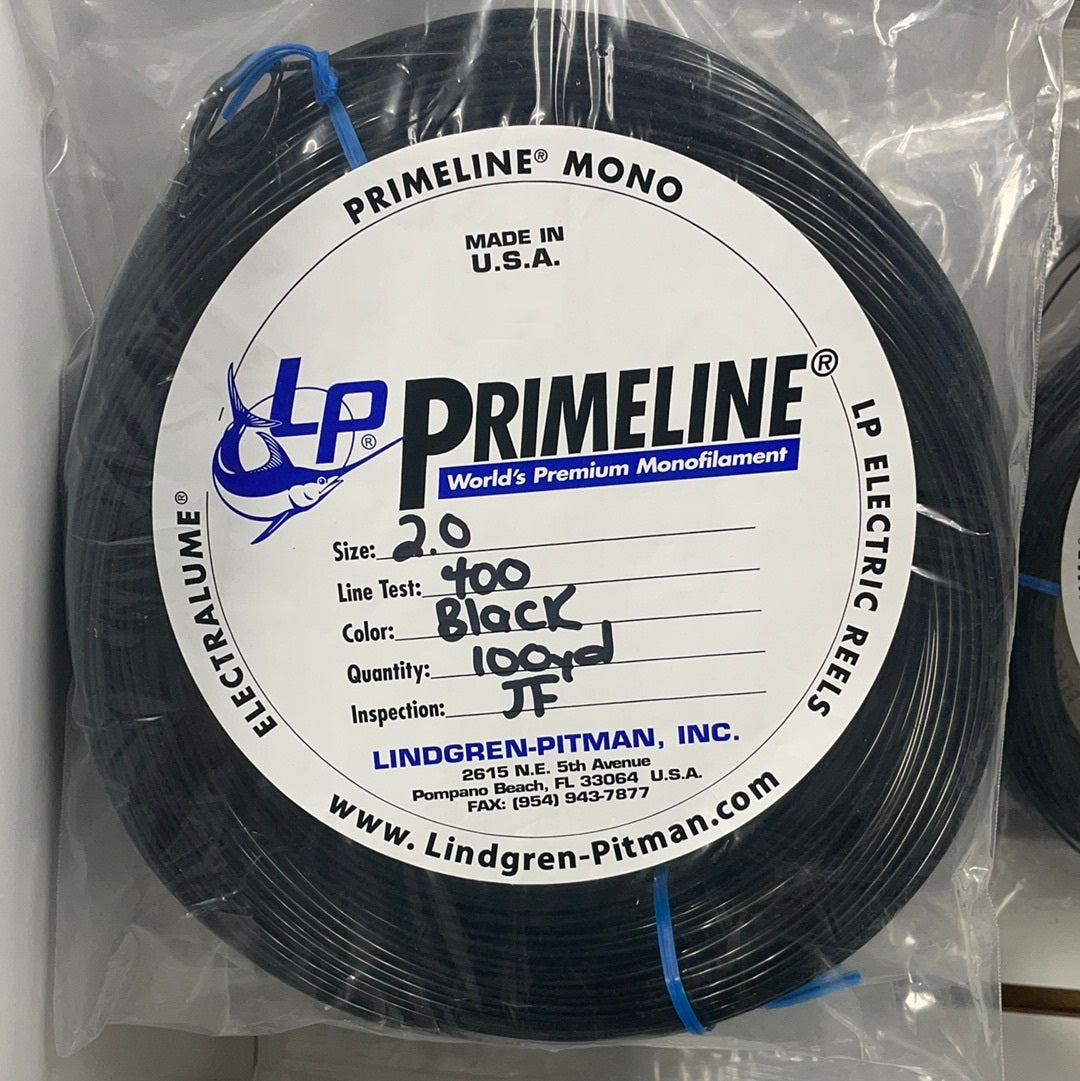 PRIMELINE® MONO
MADE IN
U.S.A.
LP®
PRIMELINE®
World's Premium Monofilament
Size: 2.0
Line Test: 400
Color: Black
Quantity: 100yd
Inspection: JF
LINDGREN-PITMAN, INC.
2615 N.E. 5th Avenue
Pompano Beach, FL 33064 U.S.A.
FAX: (954) 943-7877
ELECTRALUME®
LP ELECTRIC REELS
www.Lindgren-Pitman.com